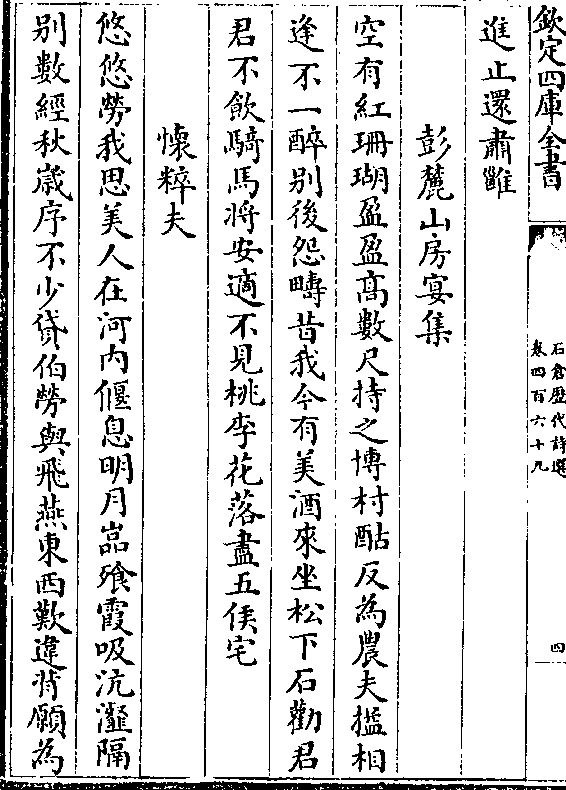 欽定四庫全書
石倉歷代詩選
卷四百六十九
四
進止還肅雝
彭麓山房宴集
空有紅珊瑚盈盈高數尺持之博村酤反為農夫搤相
逢不一醉别後怨疇昔我今有美酒來坐松下石勸君
君不飲騎馬將安適不見桃李花落盡五侯宅
懷粹夫
悠悠勞我思美人在河内偃息明月嵓飱霞吸沆瀣隔
别數經秋歲序不少貸伯勞與飛燕東西歎違背願為